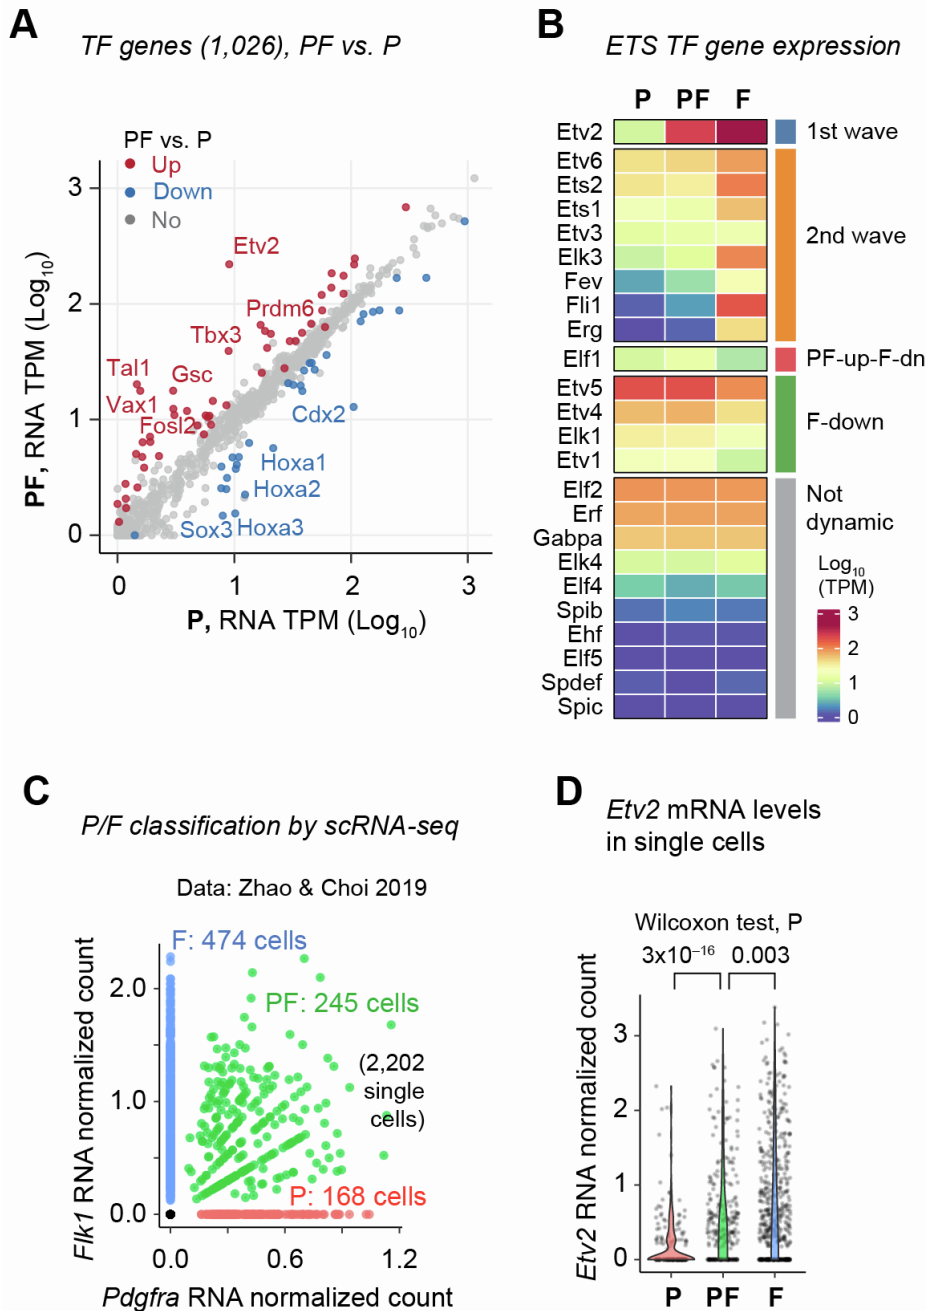 A
TF genes (1,026), PF vs. P
PF vs. P
Up
Down
No
3
2
1
0
PF, RNA TPM (Log10)
Etv2
Prdm6
Tbx3
Tal1
Gsc
Vax1
Fosl2
Cdx2
Hoxa1
Hoxa2
Sox3 Hoxa3
0 1 2 3
P, RNA TPM (Log10)
B
ETS TF gene expression
P PF F
Etv2 1st wave
Etv6
Ets2
Ets1
Etv3 2nd wave
Elk3
Fev
Fli1
Erg
Elf1 PF-up-F-dn
Etv5
Etv4 F-down
Elk1
Etv1
Elf2 Not
Erf dynamic
Gabpa
Elk4
Elf4
Spib
Ehf
Elf5
Spdef
Spic
Log10
(TPM)
3
2
1
0
C
P/F classification by scRNA-seq
Data: Zhao & Choi 2019
F: 474 cells
PF: 245 cells
(2,202
single
cells)
P: 168 cells
2.0
1.0
0.0
Flk1 RNA normalized count
0.0 0.6 1.2
Pdgfra RNA normalized count
D
Etv2 mRNA levels
in single cells
Wilcoxon test, P
3x10−16 0.003
3
2
1
0
Etv2 RNA normalized count
P PF F